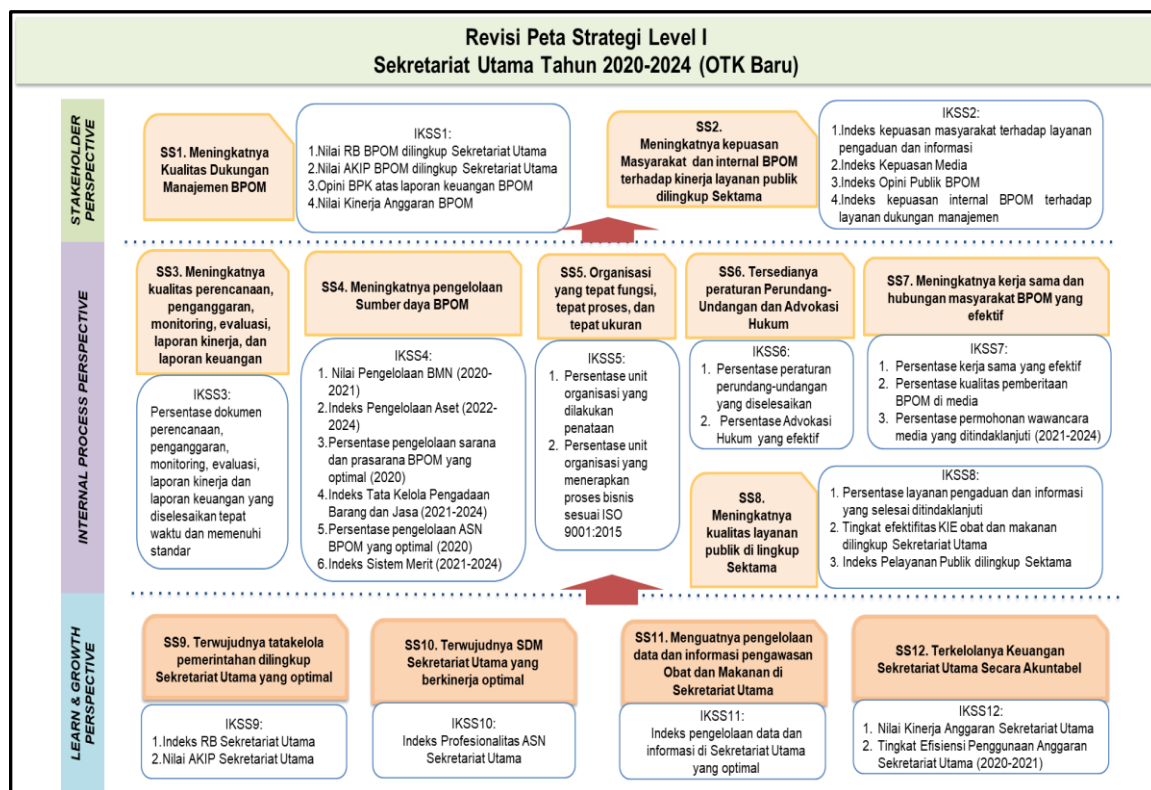 Revisi Peta Strategi Level I
Sekretariat Utama Tahun 2020-2024 (OTK Baru)
STAKEHOLDER
PERSPECTIVE
SS1. Meningkatnya
Kualitas Dukungan
Manajemen BPOM
IKSS1:
1.Nilai RB BPOM dilingkup Sekretariat Utama
2.Nilai AKIP BPOM dilingkup Sekretariat Utama
3.Opini BPK atas laporan keuangan BPOM
4.Nilai Kinerja Anggaran BPOM
SS2.
Meningkatnya kepuasan
Masyarakat dan internal BPOM
terhadap kinerja layanan publik
dilingkup Sektama
IKSS2:
1.Indeks kepuasan masyarakat terhadap layanan
pengaduan dan informasi
2.Indeks Kepuasan Media
3.Indeks Opini Publik BPOM
4.Indeks kepuasan internal BPOM terhadap
layanan dukungan manajemen
INTERNAL PROCESS PERSPECTIVE
SS3. Meningkatnya
kualitas perencanaan,
penganggaran,
monitoring, evaluasi,
laporan kinerja, dan
laporan keuangan
IKSS3:
Persentase dokumen
perencanaan,
penganggaran,
monitoring, evaluasi,
laporan kinerja dan
laporan keuangan yang
diselesaikan tepat
waktu dan memenuhi
standar
SS4. Meningkatnya pengelolaan
Sumber daya BPOM
IKSS4:
1. Nilai Pengelolaan BMN (2020-
2021)
2.Indeks Pengelolaan Aset (2022-
2024)
3.Persentase pengelolaan sarana
dan prasarana BPOM yang
optimal (2020)
4.Indeks Tata Kelola Pengadaan
Barang dan Jasa (2021-2024)
5.Persentase pengelolaan ASN
BPOM yang optimal (2020)
6.Indeks Sistem Merit (2021-2024)
SS5. Organisasi
yang tepat fungsi,
tepat proses, dan
tepat ukuran
IKSS5:
1. Persentase unit
organisasi yang
dilakukan
penataan
2. Persentase unit
organisasi yang
menerapkan
proses bisnis
sesuai ISO
9001:2015
SS6. Tersedianya
peraturan Perundang-
Undangan dan Advokasi
Hukum
IKSS6:
1. Persentase peraturan
perundang-undangan
yang diselesaikan
2. Persentase Advokasi
Hukum yang efektif
SS7. Meningkatnya kerja sama dan
hubungan masyarakat BPOM yang
efektif
IKSS7:
1. Persentase kerja sama yang efektif
2. Persentase kualitas pemberitaan
BPOM di media
3. Persentase permohonan wawancara
media yang ditindaklanjuti (2021-2024)
SS8.
Meningkatnya
kualitas layanan
publik di lingkup
Sektama
IKSS8:
1. Persentase layanan pengaduan dan informasi
yang selesai ditindaklanjuti
2. Tingkat efektifitas KIE obat dan makanan
dilingkup Sekretariat Utama
3. Indeks Pelayanan Publik dilingkup Sektama
LEARN & GROWTH
PERSPECTIVE
SS9. Terwujudnya tatakelola
pemerintahan dilingkup
Sekretariat Utama yang optimal
IKSS9:
1.Indeks RB Sekretariat Utama
2.Nilai AKIP Sekretariat Utama
SS10. Terwujudnya SDM
Sekretariat Utama yang
berkinerja optimal
IKSS10:
Indeks Profesionalitas ASN
Sekretariat Utama
SS11. Menguatnya pengelolaan
data dan informasi pengawasan
Obat dan Makanan di
Sekretariat Utama
IKSS11:
Indeks pengelolaan data dan
informasi di Sekretariat Utama
yang optimal
SS12. Terkelolanya Keuangan
Sekretariat Utama Secara Akuntabel
IKSS12:
1. Nilai Kinerja Anggaran Sekretariat Utama
2. Tingkat Efisiensi Penggunaan Anggaran
Sekretariat Utama (2020-2021)